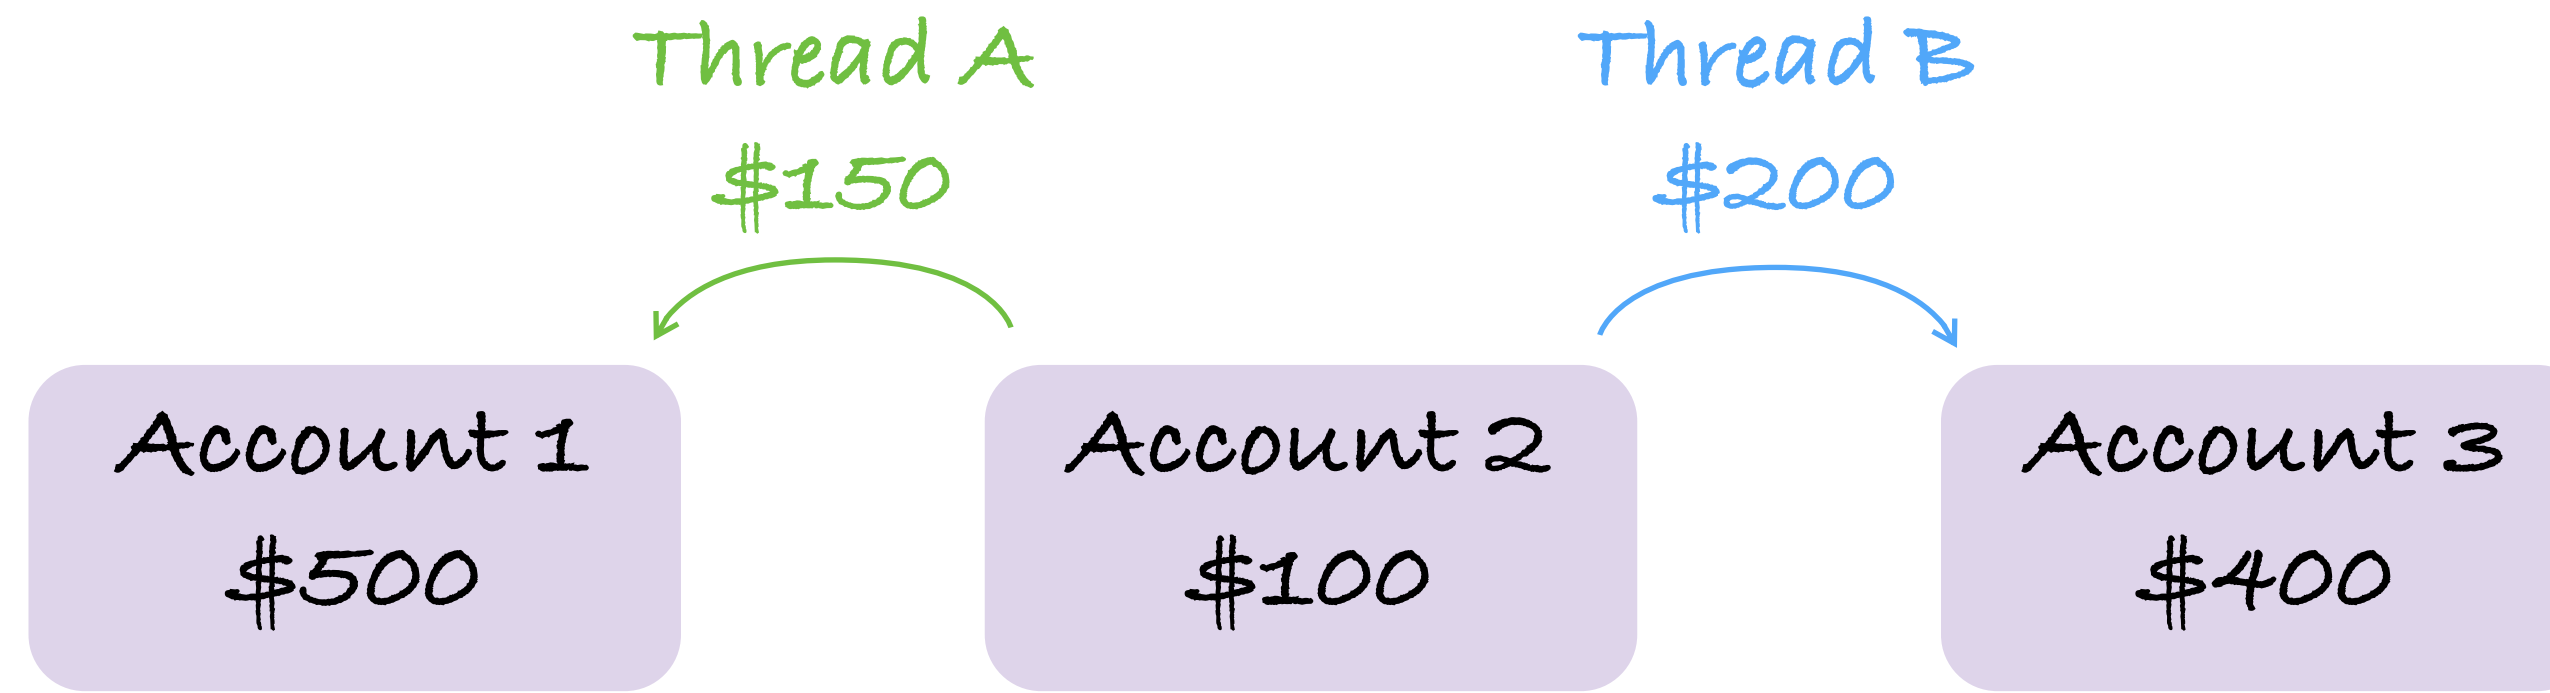 Thread A
$150
Thread B
$200
Account 1
$500
Account 2
$100
Account 3
$400